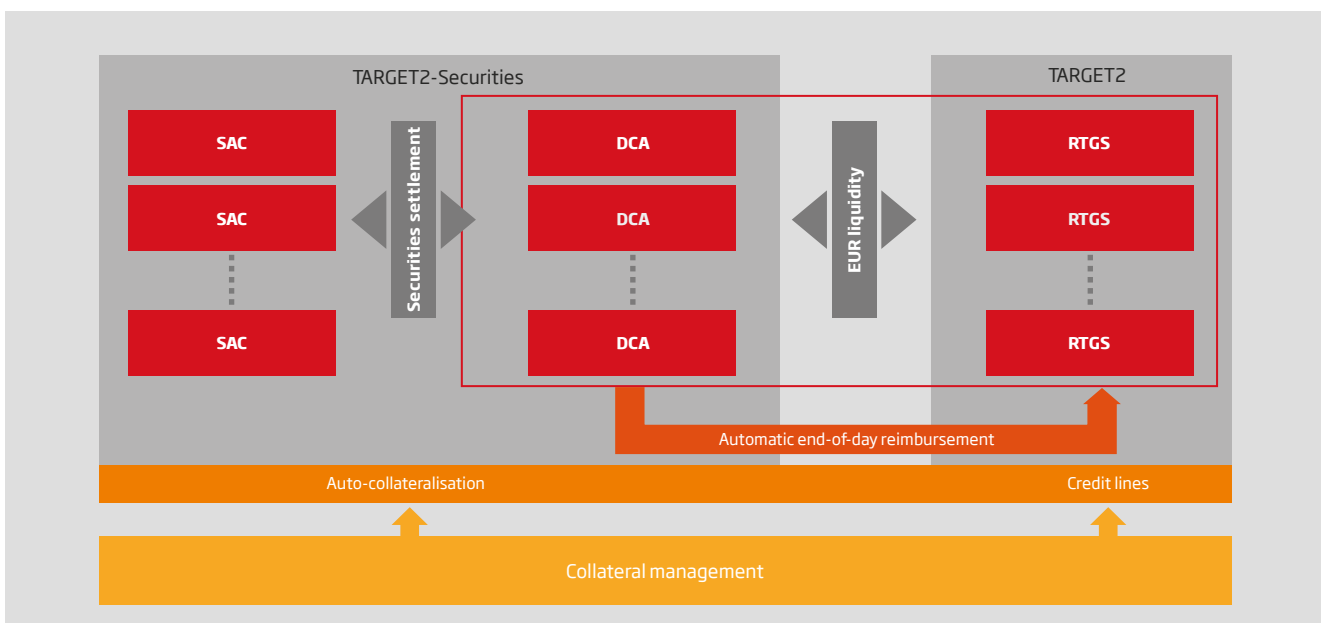 TARGET2-Securities
TARGET2
SAC
DCA
RTGS
SAC
Securities settlement
DCA
EUR liquidity
RTGS
SAC
DCA
RTGS
Automatic end-of-day reimbursement
Auto-collateralisation
Credit lines
Collateral management